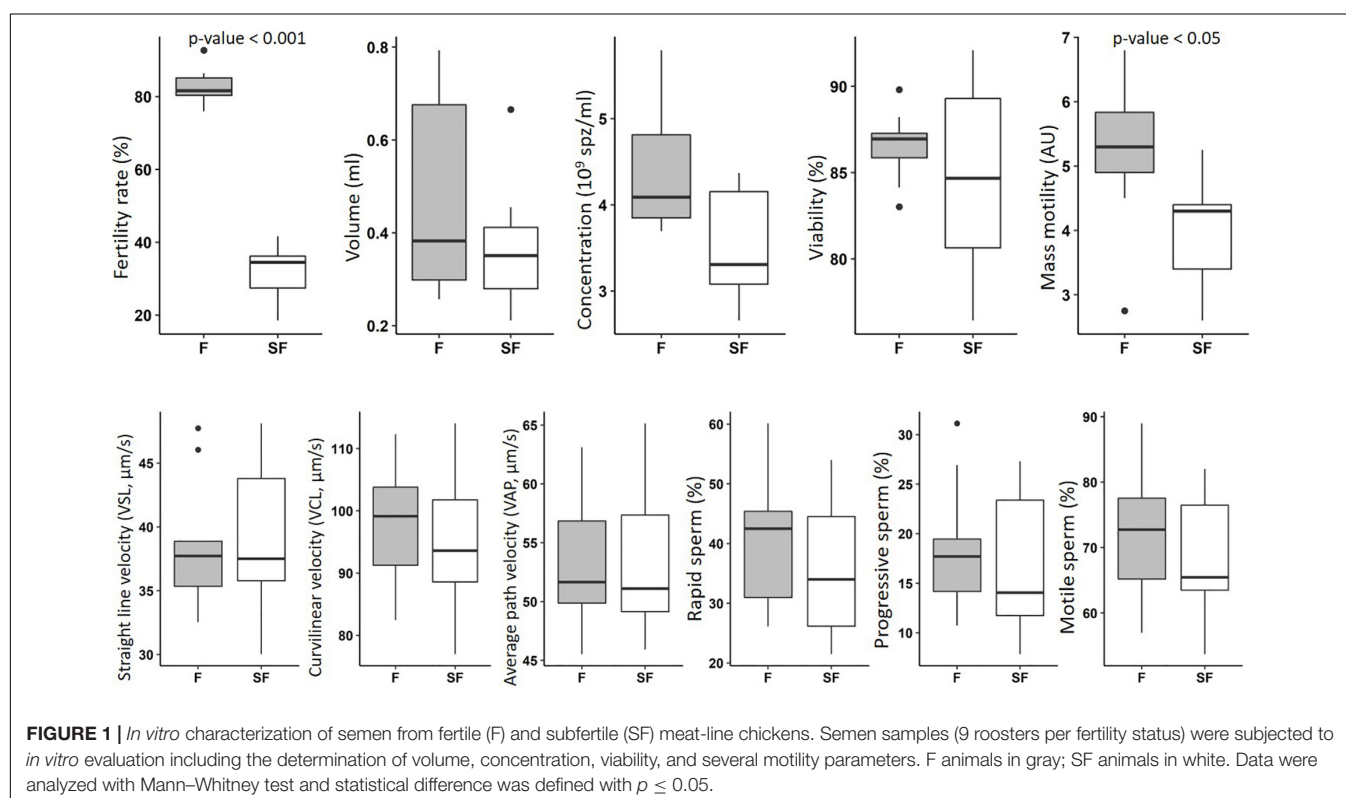 p-value < 0.001
Fertility rate (%)
80
60
40
20
F SF
Volume (ml)
0.8
0.6
0.4
0.2
F SF
Concentration (10⁹ spz/ml)
5
4
3
F SF
Viability (%)
90
85
80
F SF
p-value < 0.05
Mass motility (AU)
7
6
5
4
3
F SF
Straight line velocity (VSL, µm/s)
45
40
35
30
F SF
Curvilinear velocity (VCL, µm/s)
110
100
90
80
F SF
Average path velocity (VAP, µm/s)
65
60
55
50
45
F SF
Rapid sperm (%)
60
50
40
30
20
F SF
Progressive sperm (%)
30
25
20
15
10
F SF
Motile sperm (%)
90
80
70
60
F SF
FIGURE 1 | In vitro characterization of semen from fertile (F) and subfertile (SF) meat-line chickens. Semen samples (9 roosters per fertility status) were subjected to
in vitro evaluation including the determination of volume, concentration, viability, and several motility parameters. F animals in gray; SF animals in white. Data were
analyzed with Mann–Whitney test and statistical difference was defined with p ≤ 0.05.